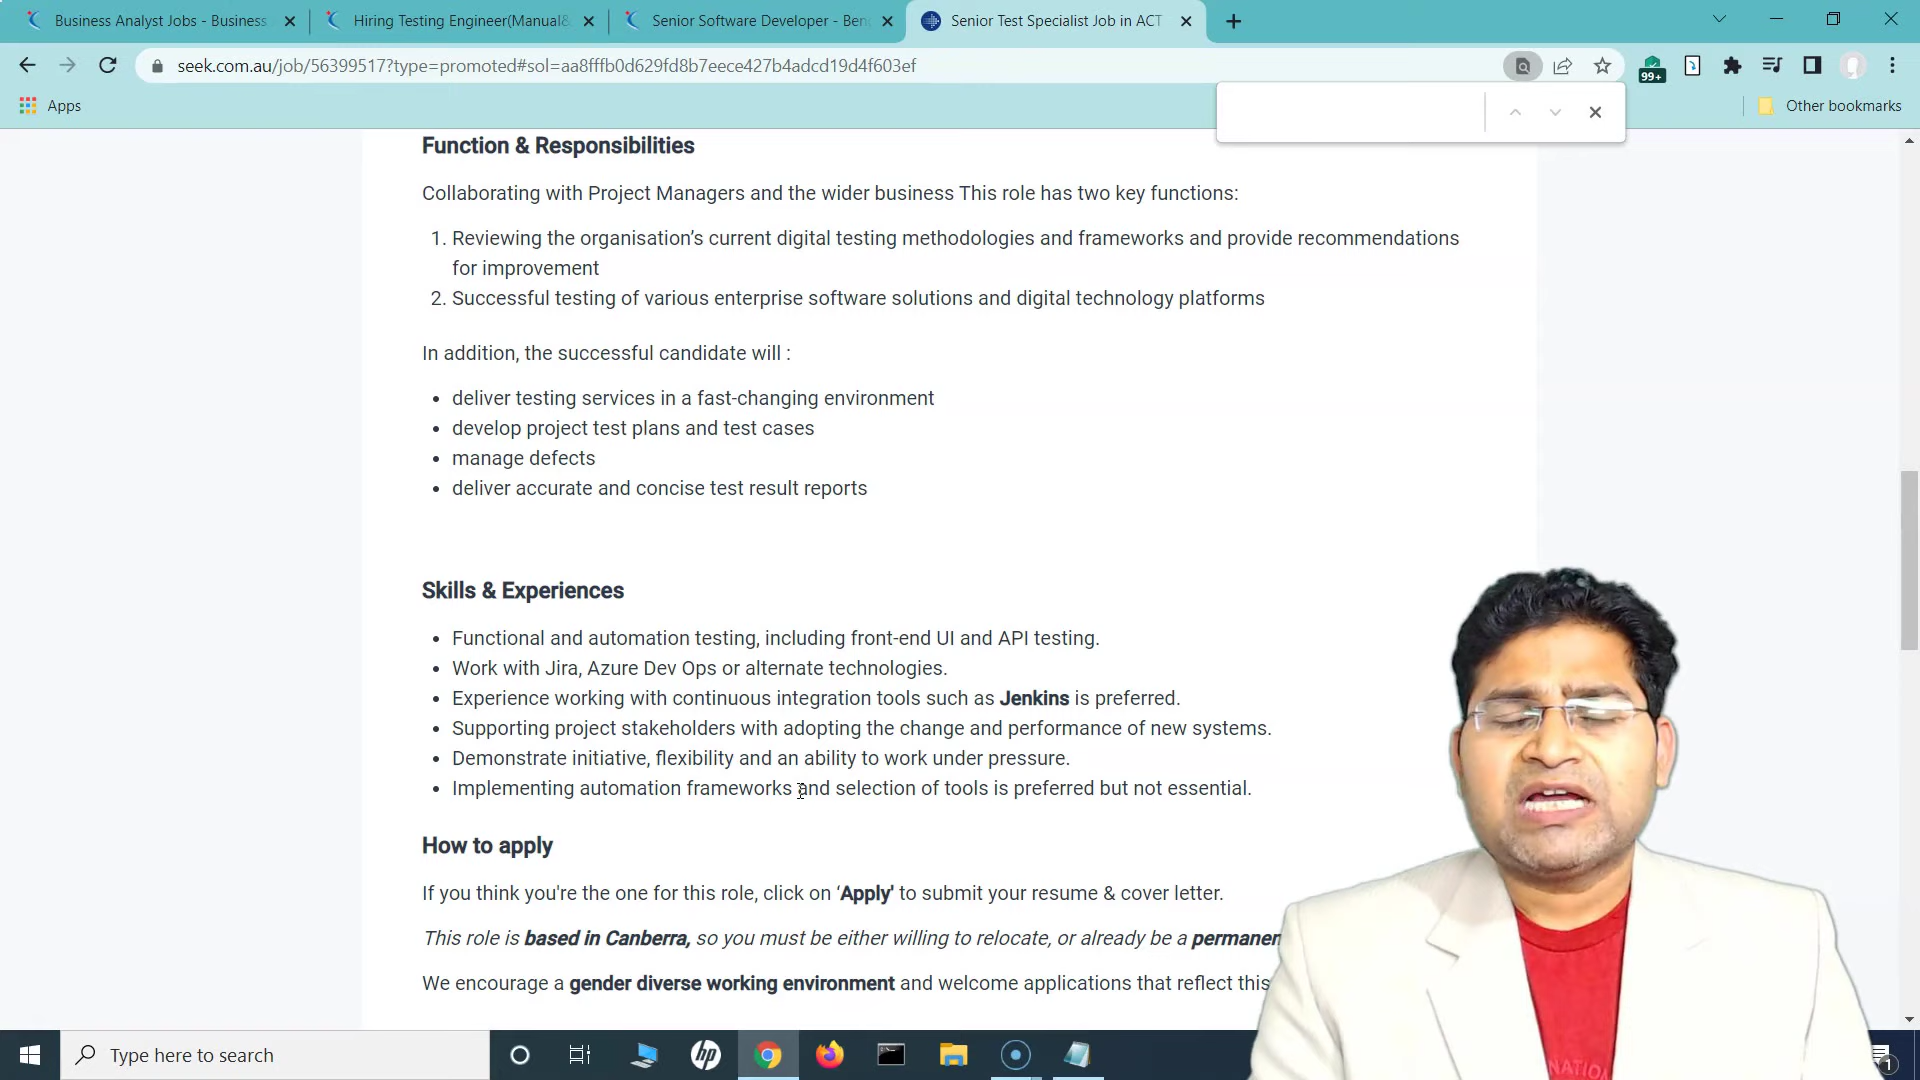 Business Analyst Jobs - Business
Hiring Testing Engineer(Manual&
Senior Software Developer - Ben
Senior Test Specialist Job in ACT
seek.com.au/job/56399517?type=promoted#sol=aa8fffb0d629fd8b7eece427b4adcd19d4f603ef
99+
Apps
Other bookmarks
Function & Responsibilities
Collaborating with Project Managers and the wider business This role has two key functions:
1. Reviewing the organisation’s current digital testing methodologies and frameworks and provide recommendations
for improvement
2. Successful testing of various enterprise software solutions and digital technology platforms
In addition, the successful candidate will :
• deliver testing services in a fast-changing environment
• develop project test plans and test cases
• manage defects
• deliver accurate and concise test result reports
Skills & Experiences
• Functional and automation testing, including front-end UI and API testing.
• Work with Jira, Azure Dev Ops or alternate technologies.
• Experience working with continuous integration tools such as Jenkins is preferred.
• Supporting project stakeholders with adopting the change and performance of new systems.
• Demonstrate initiative, flexibility and an ability to work under pressure.
• Implementing automation frameworks and selection of tools is preferred but not essential.
How to apply
If you think you're the one for this role, click on ‘Apply' to submit your resume & cover letter.
This role is based in Canberra, so you must be either willing to relocate, or already be a permanen
We encourage a gender diverse working environment and welcome applications that reflect this
Type here to search
hp
1